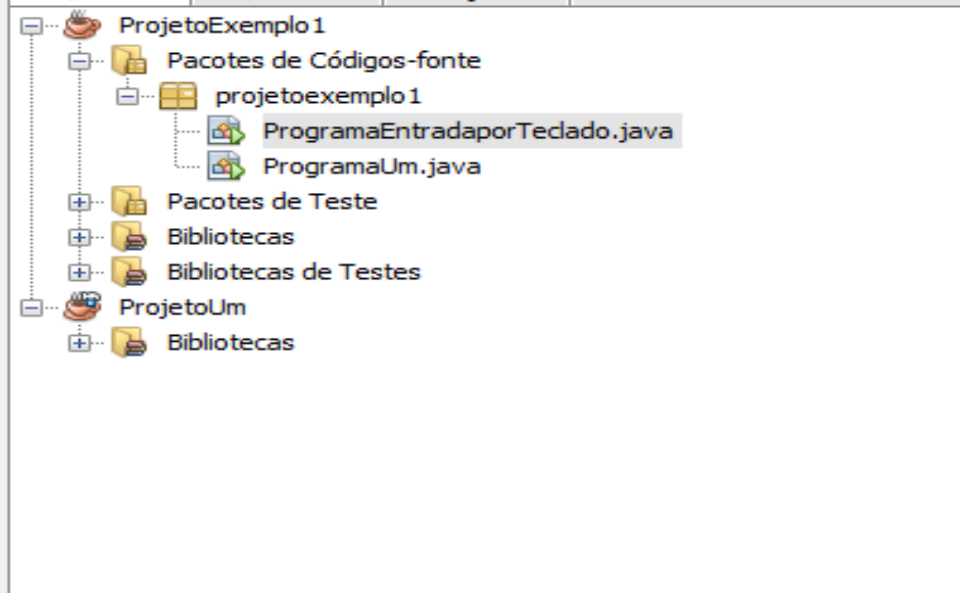 ProjetoExemplo1
Pacotes de Códigos-fonte
projetoexemplo1
ProgramaEntradaporTeclado.java
ProgramaUm.java
Pacotes de Teste
Bibliotecas
Bibliotecas de Testes
ProjetoUm
Bibliotecas